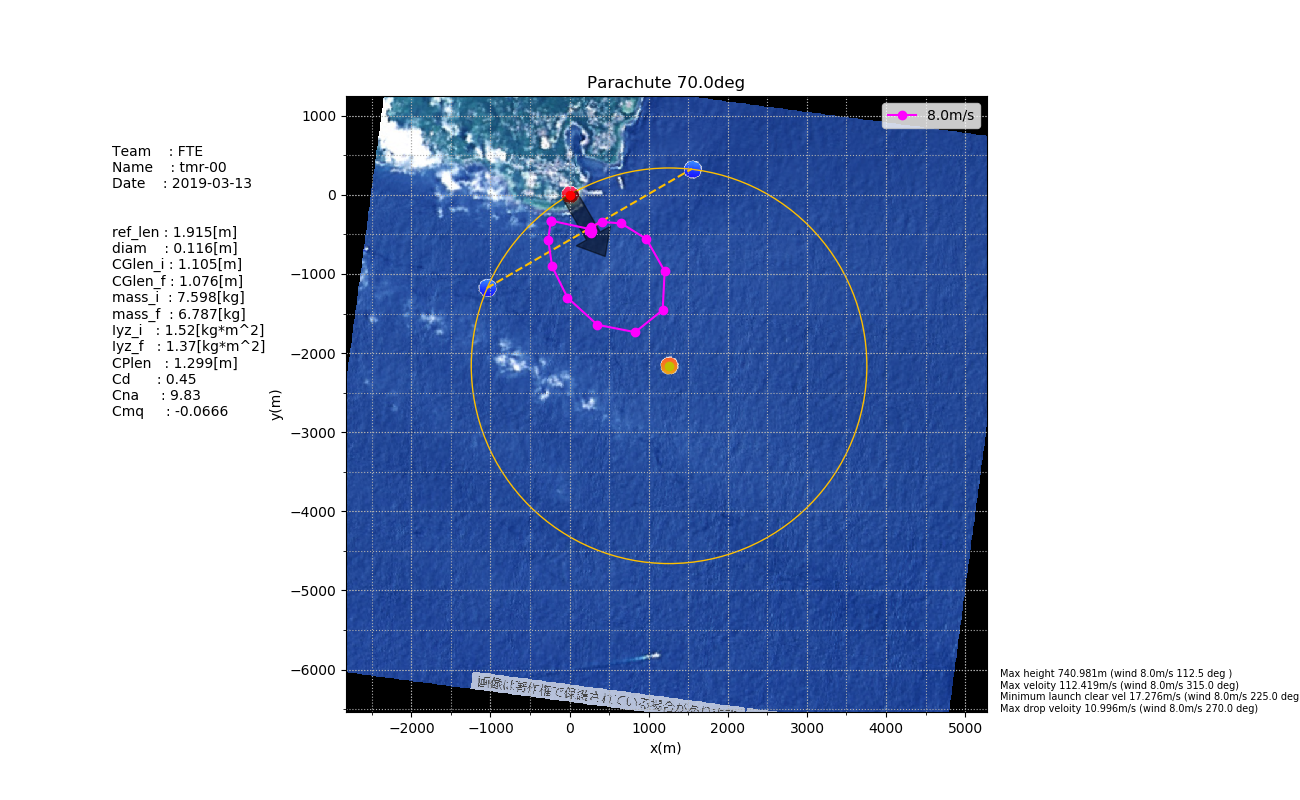 Parachute 70.0deg
8.0m/s
Team : FTE
Name : tmr-00
Date : 2019-03-13
ref_len : 1.915[m]
diam : 0.116[m]
CGlen_i : 1.105[m]
CGlen_f : 1.076[m]
mass_i : 7.598[kg]
mass_f : 6.787[kg]
Iyz_i : 1.52[kg*m^2]
Iyz_f : 1.37[kg*m^2]
CPlen : 1.299[m]
Cd : 0.45
Cna : 9.83
Cmq : -0.0666
1000
0
−1000
−2000
−3000
−4000
−5000
−6000
y(m)
−2000 −1000 0 1000 2000 3000 4000 5000
x(m)
Max height 740.981m (wind 8.0m/s 112.5 deg )
Max veloity 112.419m/s (wind 8.0m/s 315.0 deg)
Minimum launch clear vel 17.276m/s (wind 8.0m/s 225.0 deg
Max drop veloity 10.996m/s (wind 8.0m/s 270.0 deg)
画像は著作権で保護されている場合があり